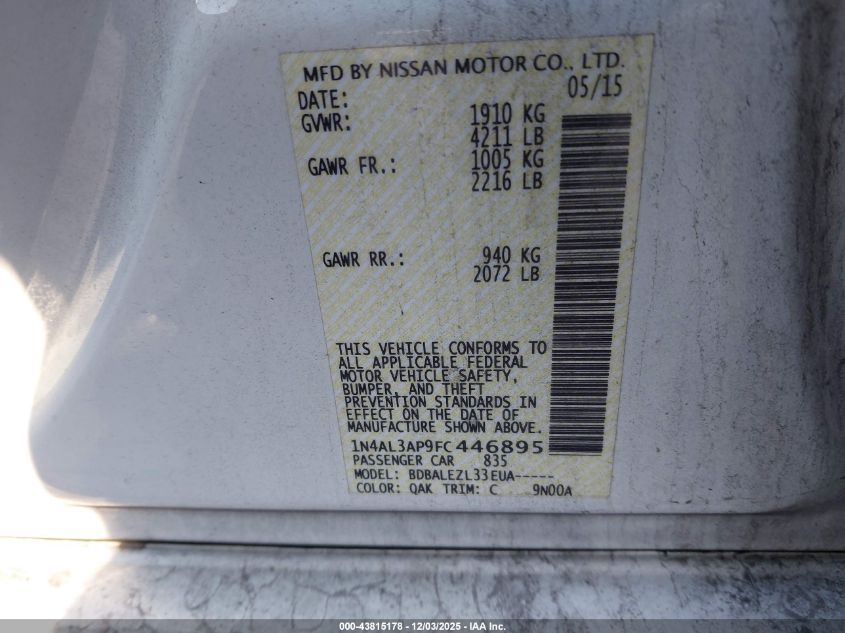 MFD BY NISSAN MOTOR CO., LTD.
DATE: 05/15
GVWR: 1910 KG
4211 LB
GAWR FR.: 1005 KG
2216 LB
GAWR RR.: 940 KG
2072 LB
THIS VEHICLE CONFORMS TO
ALL APPLICABLE FEDERAL
MOTOR VEHICLE SAFETY,
BUMPER, AND THEFT
PREVENTION STANDARDS IN
EFFECT ON THE DATE OF
MANUFACTURE SHOWN ABOVE.
1N4AL3AP9FC446895
PASSENGER CAR 835
MODEL: BDBALEZL33EUA-----
COLOR: QAK TRIM: C 9N00A
000-43815178 - 12/03/2025 - IAA Inc.